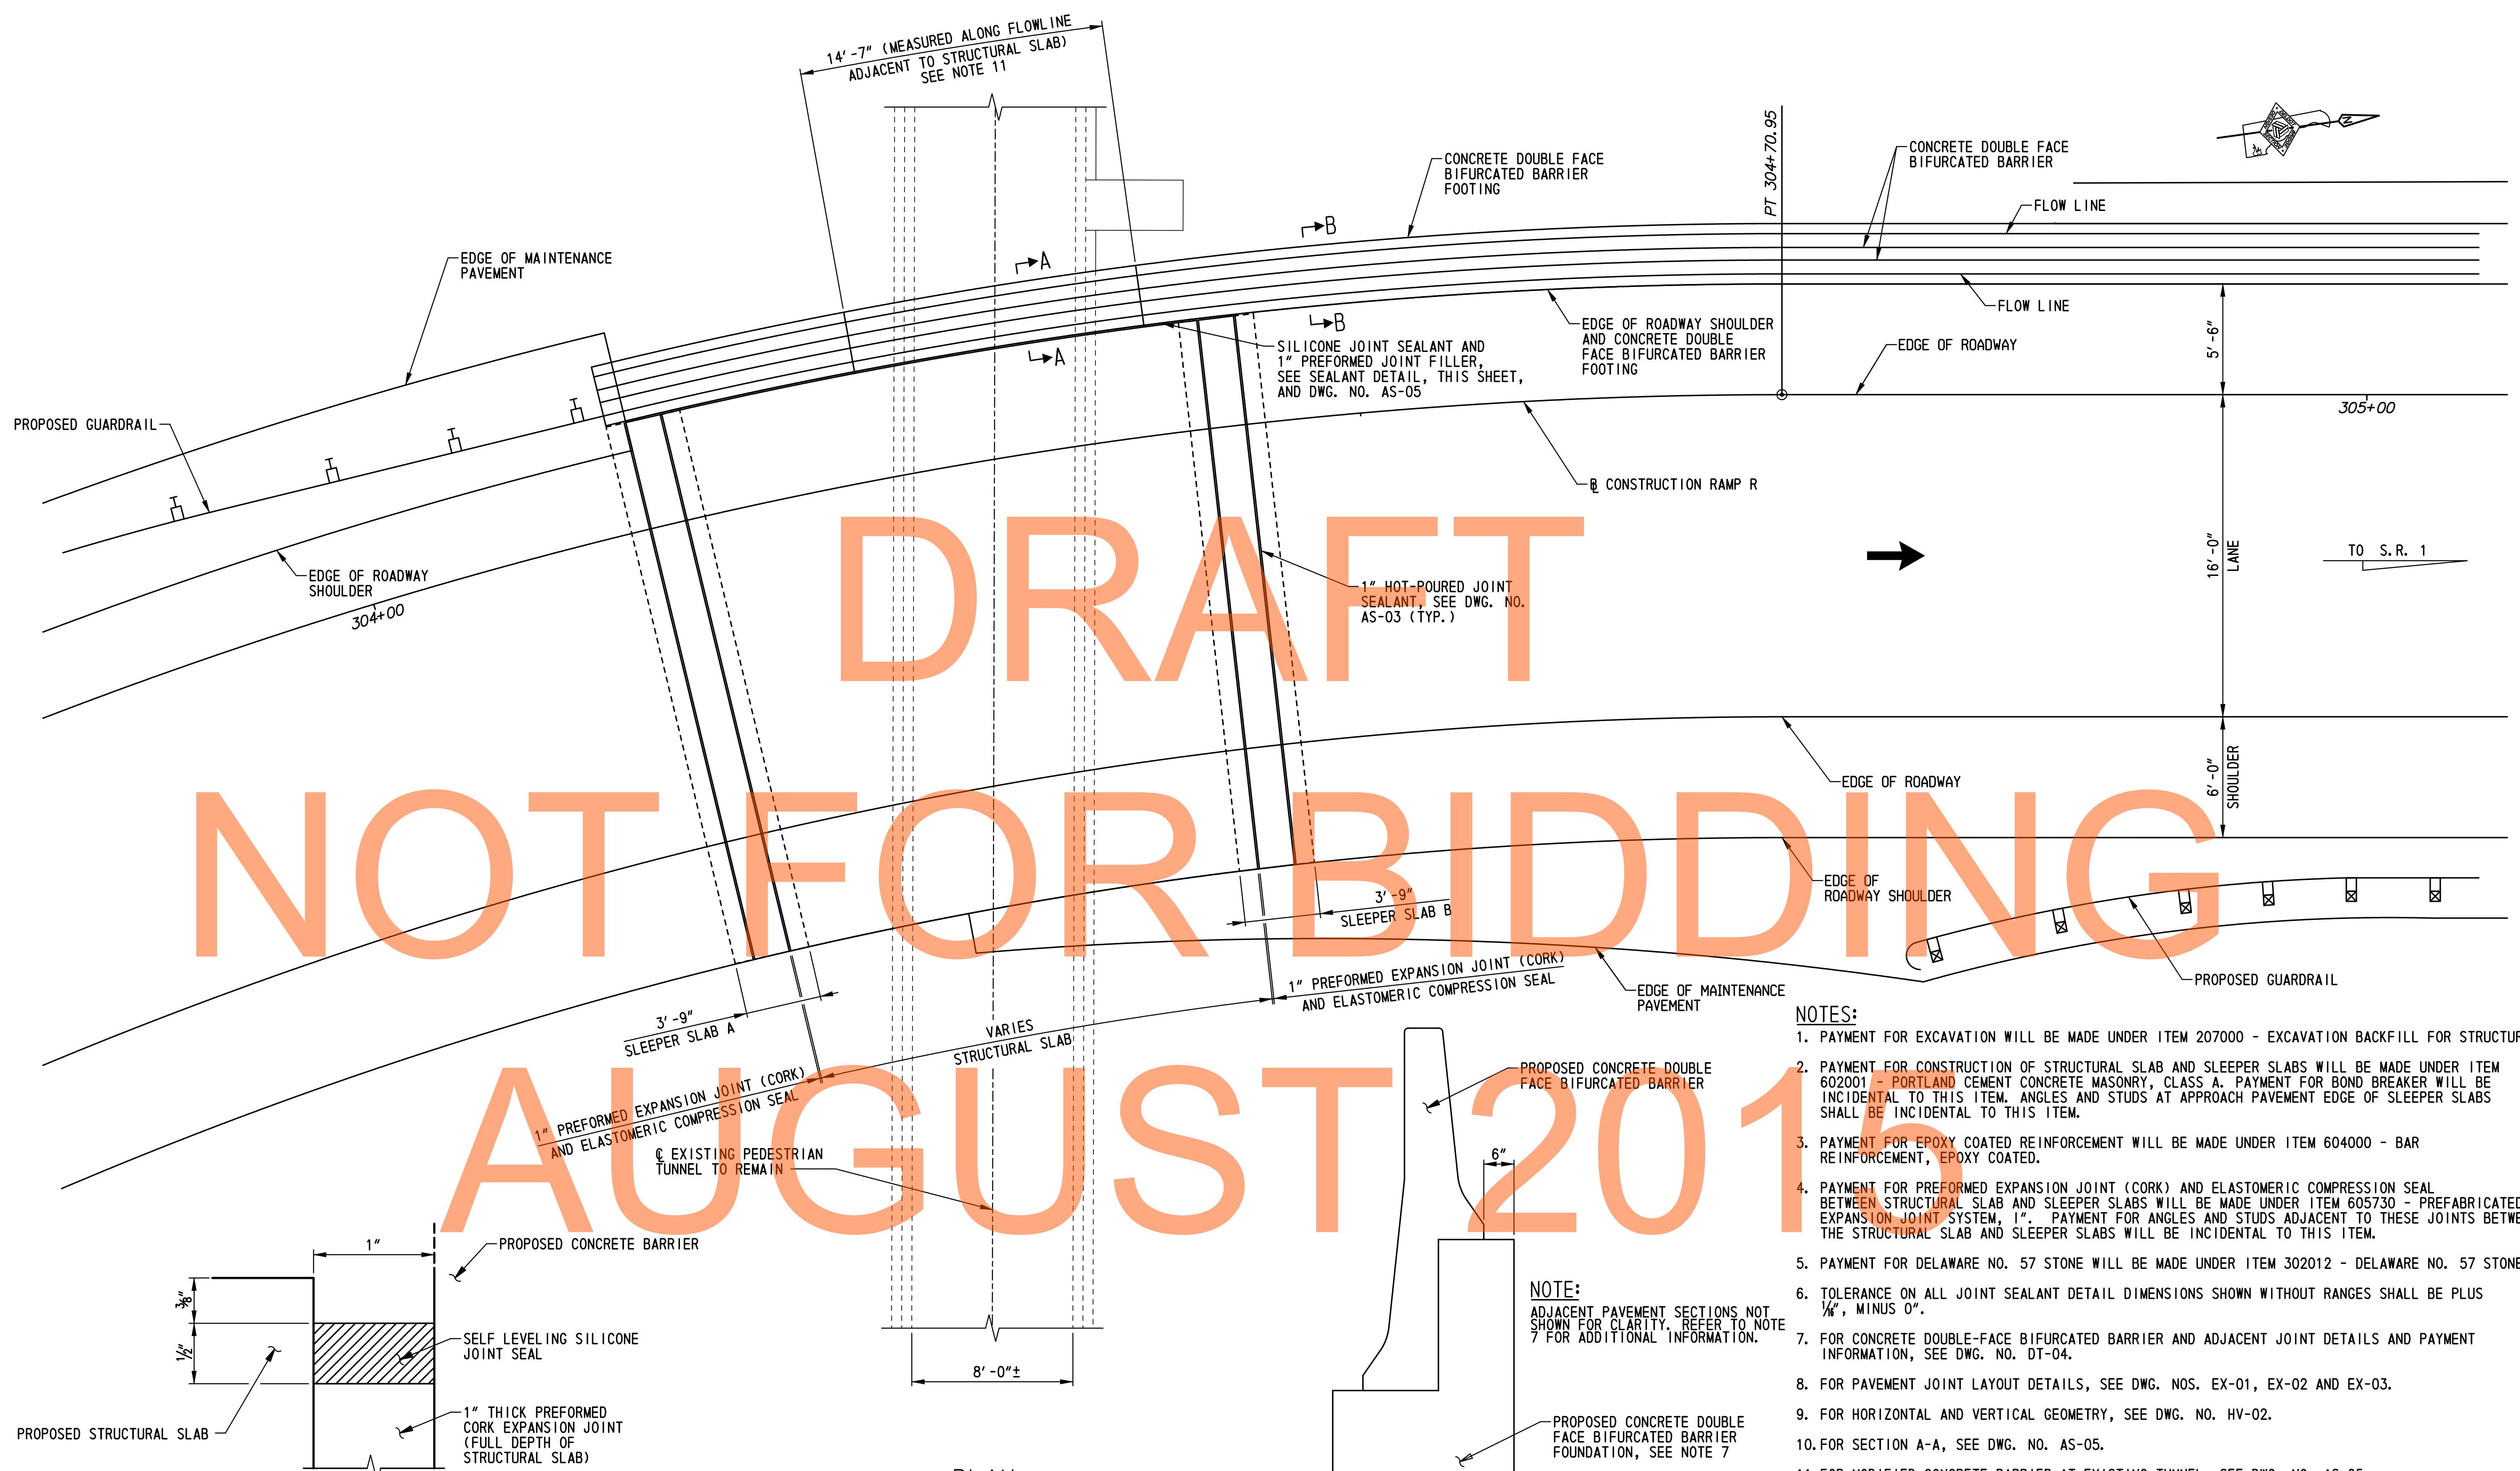 14'-7" (MEASURED ALONG FLOWLINE
ADJACENT TO STRUCTURAL SLAB)
SEE NOTE 11
PT 304+70.95
CONCRETE DOUBLE FACE
BIFURCATED BARRIER
FOOTING
CONCRETE DOUBLE FACE
BIFURCATED BARRIER
N
FLOW LINE
EDGE OF MAINTENANCE
PAVEMENT
A
B
FLOW LINE
A
B
SILICONE JOINT SEALANT AND
1" PREFORMED JOINT FILLER,
SEE SEALANT DETAIL, THIS SHEET,
AND DWG. NO. AS-05
EDGE OF ROADWAY SHOULDER
AND CONCRETE DOUBLE
FACE BIFURCATED BARRIER
FOOTING
EDGE OF ROADWAY
5'-6"
305+00
PROPOSED GUARDRAIL
℄ CONSTRUCTION RAMP R
EDGE OF ROADWAY
SHOULDER
304+00
1" HOT-POURED JOINT
SEALANT, SEE DWG. NO.
AS-03 (TYP.)
16'-0"
LANE
TO S.R. 1
DRAFT
NOT FOR BIDDING
AUGUST 2015
EDGE OF ROADWAY
6'-0"
SHOULDER
EDGE OF
ROADWAY SHOULDER
3'-9"
SLEEPER SLAB B
PROPOSED GUARDRAIL
1" PREFORMED EXPANSION JOINT (CORK)
AND ELASTOMERIC COMPRESSION SEAL
EDGE OF MAINTENANCE
PAVEMENT
3'-9"
SLEEPER SLAB A
VARIES
STRUCTURAL SLAB
1" PREFORMED EXPANSION JOINT (CORK)
AND ELASTOMERIC COMPRESSION SEAL
℄ EXISTING PEDESTRIAN
TUNNEL TO REMAIN
8'-0"±
PROPOSED CONCRETE DOUBLE
FACE BIFURCATED BARRIER
6"
NOTE:
ADJACENT PAVEMENT SECTIONS NOT
SHOWN FOR CLARITY. REFER TO NOTE
7 FOR ADDITIONAL INFORMATION.
PROPOSED CONCRETE DOUBLE
FACE BIFURCATED BARRIER
FOUNDATION, SEE NOTE 7
1"
PROPOSED CONCRETE BARRIER
3/8"
1/2"
SELF LEVELING SILICONE
JOINT SEAL
PROPOSED STRUCTURAL SLAB
1" THICK PREFORMED
CORK EXPANSION JOINT
(FULL DEPTH OF
STRUCTURAL SLAB)
NOTES:
1. PAYMENT FOR EXCAVATION WILL BE MADE UNDER ITEM 207000 - EXCAVATION BACKFILL FOR STRUCTUR
2. PAYMENT FOR CONSTRUCTION OF STRUCTURAL SLAB AND SLEEPER SLABS WILL BE MADE UNDER ITEM
602001 - PORTLAND CEMENT CONCRETE MASONRY, CLASS A. PAYMENT FOR BOND BREAKER WILL BE
INCIDENTAL TO THIS ITEM. ANGLES AND STUDS AT APPROACH PAVEMENT EDGE OF SLEEPER SLABS
SHALL BE INCIDENTAL TO THIS ITEM.
3. PAYMENT FOR EPOXY COATED REINFORCEMENT WILL BE MADE UNDER ITEM 604000 - BAR
REINFORCEMENT, EPOXY COATED.
4. PAYMENT FOR PREFORMED EXPANSION JOINT (CORK) AND ELASTOMERIC COMPRESSION SEAL
BETWEEN STRUCTURAL SLAB AND SLEEPER SLABS WILL BE MADE UNDER ITEM 605730 - PREFABRICATED
EXPANSION JOINT SYSTEM, 1". PAYMENT FOR ANGLES AND STUDS ADJACENT TO THESE JOINTS BETWE
THE STRUCTURAL SLAB AND SLEEPER SLABS WILL BE INCIDENTAL TO THIS ITEM.
5. PAYMENT FOR DELAWARE NO. 57 STONE WILL BE MADE UNDER ITEM 302012 - DELAWARE NO. 57 STONE
6. TOLERANCE ON ALL JOINT SEALANT DETAIL DIMENSIONS SHOWN WITHOUT RANGES SHALL BE PLUS
1/16", MINUS 0".
7. FOR CONCRETE DOUBLE-FACE BIFURCATED BARRIER AND ADJACENT JOINT DETAILS AND PAYMENT
INFORMATION, SEE DWG. NO. DT-04.
8. FOR PAVEMENT JOINT LAYOUT DETAILS, SEE DWG. NOS. EX-01, EX-02 AND EX-03.
9. FOR HORIZONTAL AND VERTICAL GEOMETRY, SEE DWG. NO. HV-02.
10. FOR SECTION A-A, SEE DWG. NO. AS-05.